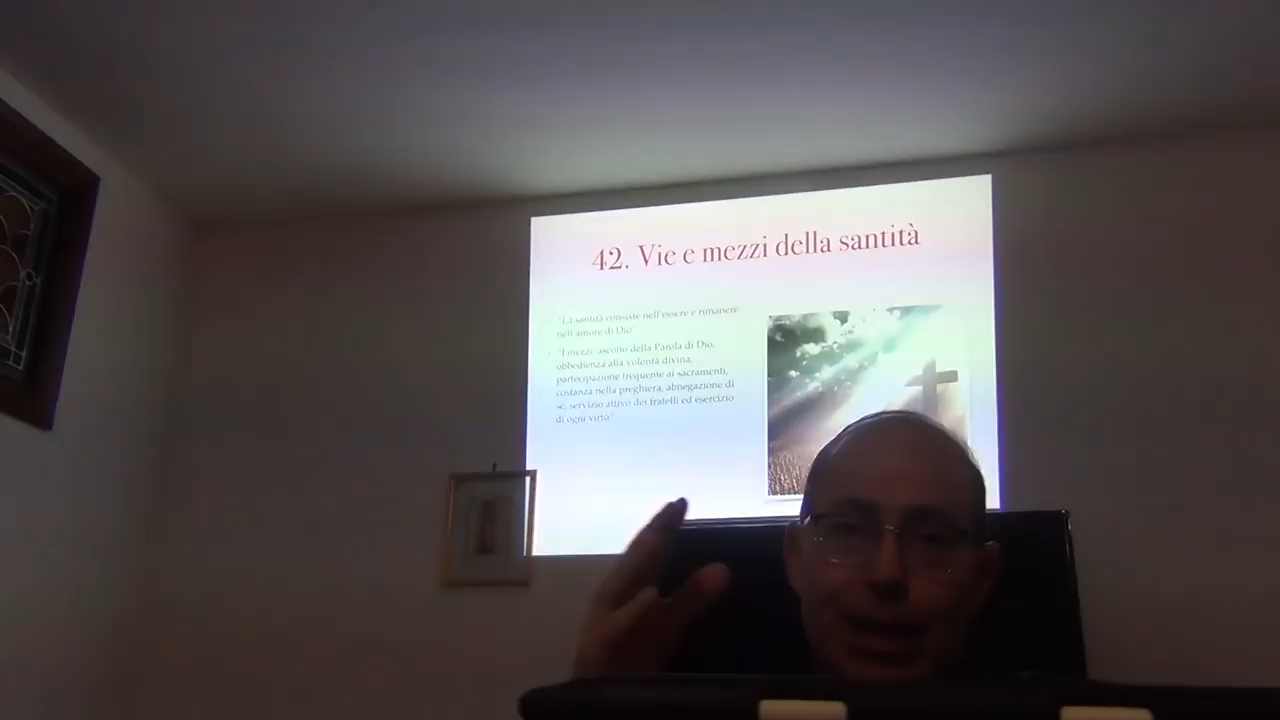 42. Vie e mezzi della santità
"La santità consiste nell'essere e rimanere
nell'amore di Dio"
"I mezzi: ascolto della Parola di Dio,
obbedienza alla volontà divina,
partecipazione frequente ai sacramenti,
costanza nella preghiera, abnegazione di
sé, servizio attivo dei fratelli ed esercizio
di ogni virtù"